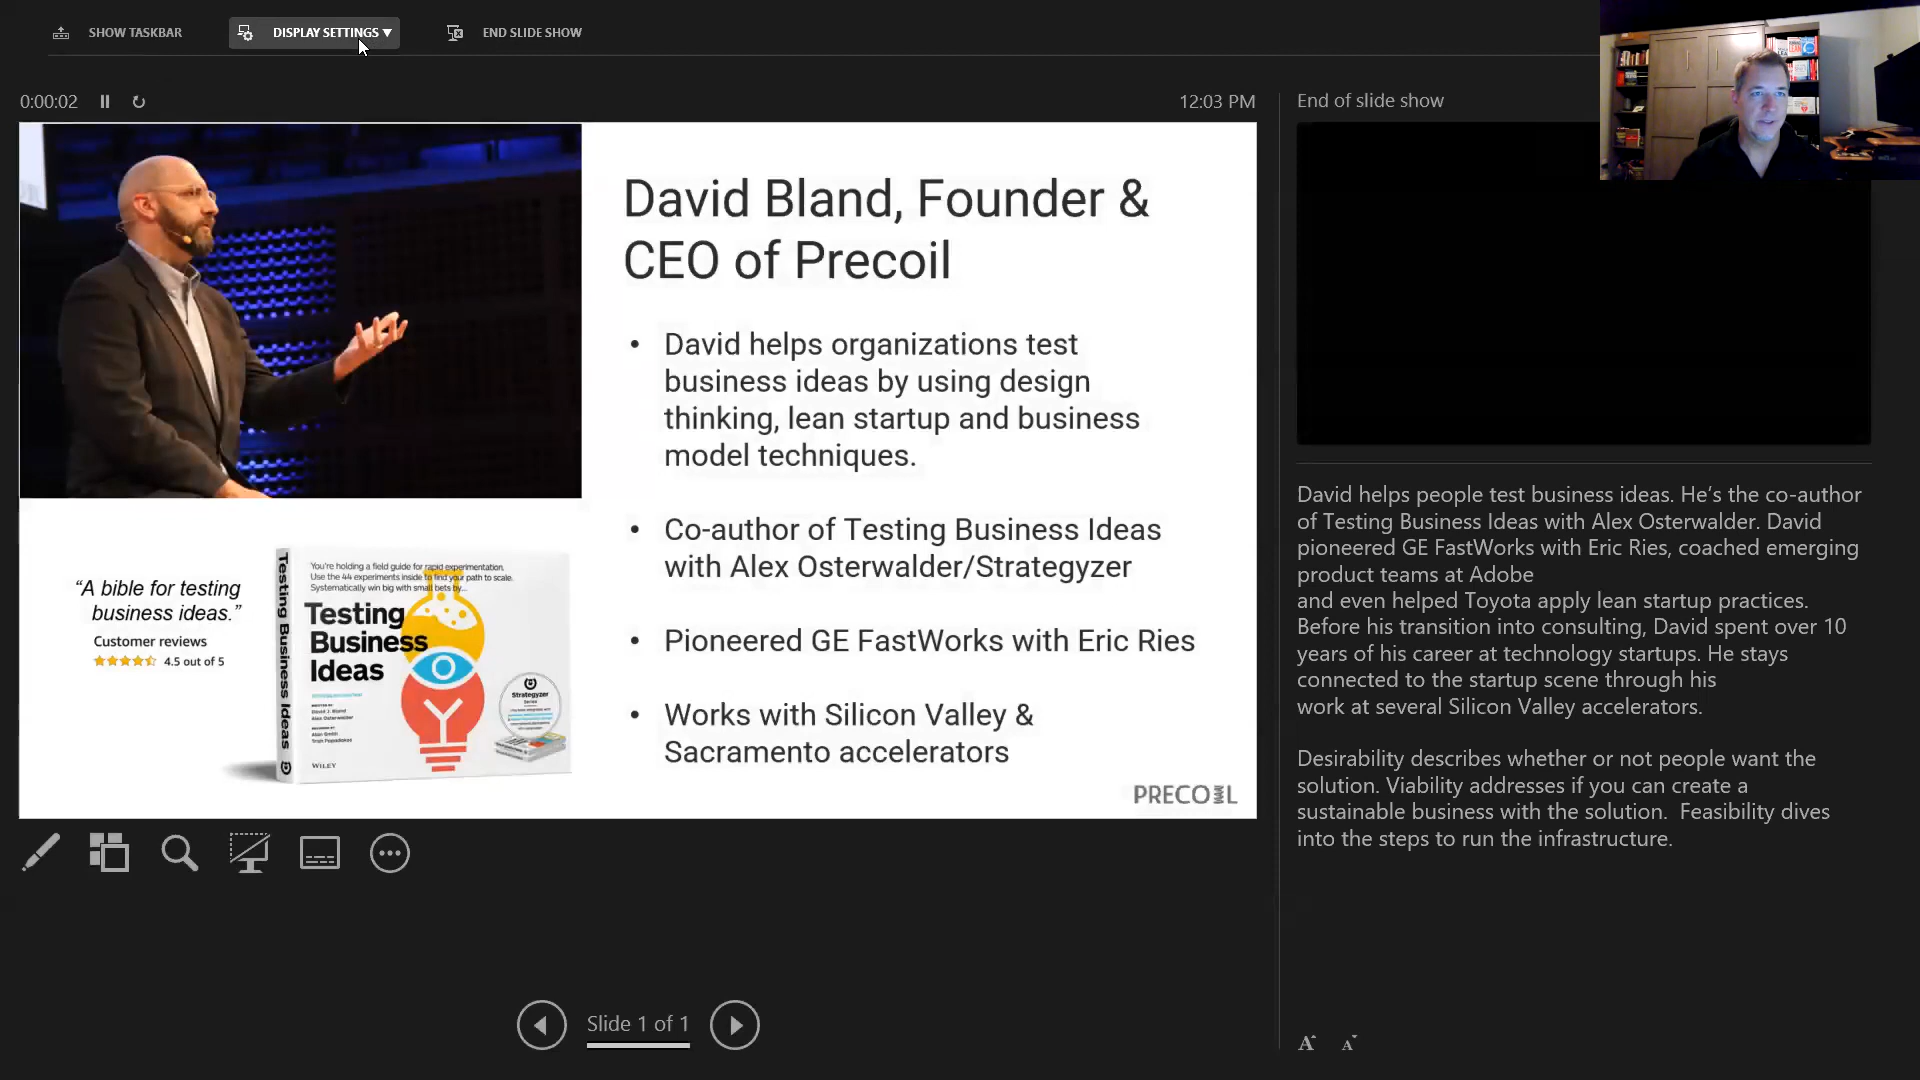 SHOW TASKBAR
DISPLAY SETTINGS ▼
END SLIDE SHOW
0:00:02
12:03 PM
End of slide show
David Bland, Founder &
CEO of Precoil
• David helps organizations test
business ideas by using design
thinking, lean startup and business
model techniques.
• Co-author of Testing Business Ideas
with Alex Osterwalder/Strategyzer
• Pioneered GE FastWorks with Eric Ries
• Works with Silicon Valley &
Sacramento accelerators
PRECOIL
“A bible for testing
business ideas.”
Customer reviews
4.5 out of 5
Testing Business Ideas
You're holding a field guide for rapid experimentation.
Use the 44 experiments inside to find your path to scale.
Systematically win big with small bets by...
Testing
Business
Ideas
David J. Bland
Alex Osterwalder
Alan Smith
Trish Papadakos
Strategyzer
Series
WILEY
David helps people test business ideas. He’s the co-author
of Testing Business Ideas with Alex Osterwalder. David
pioneered GE FastWorks with Eric Ries, coached emerging
product teams at Adobe
and even helped Toyota apply lean startup practices.
Before his transition into consulting, David spent over 10
years of his career at technology startups. He stays
connected to the startup scene through his
work at several Silicon Valley accelerators.
Desirability describes whether or not people want the
solution. Viability addresses if you can create a
sustainable business with the solution.  Feasibility dives
into the steps to run the infrastructure.
Slide 1 of 1
A A